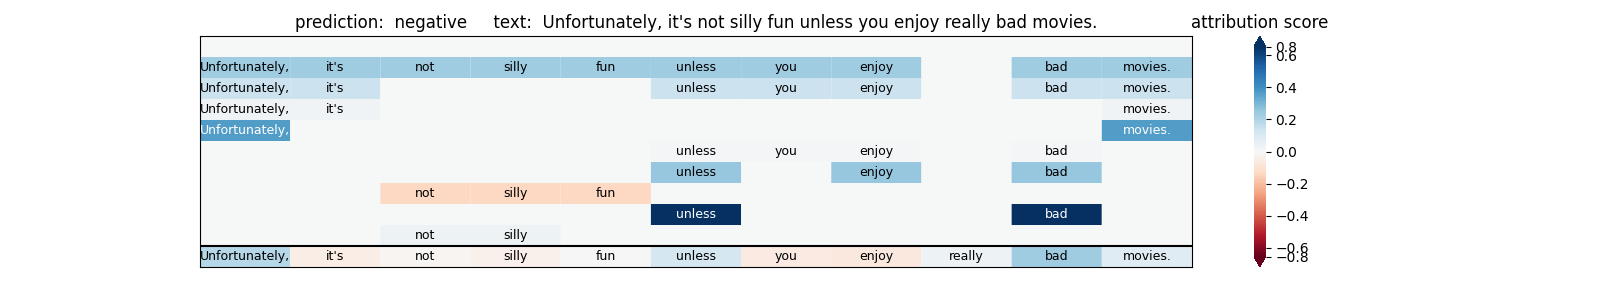 prediction: negative text: Unfortunately, it's not silly fun unless you enjoy really bad movies. attribution score
Unfortunately, it's not silly fun unless you enjoy bad movies.
Unfortunately, it's unless you enjoy bad movies.
Unfortunately, it's movies.
Unfortunately, movies.
unless you enjoy bad
unless enjoy bad
not silly fun
unless bad
not silly
Unfortunately, it's not silly fun unless you enjoy really bad movies.
0.8
0.6
0.4
0.2
0.0
−0.2
−0.4
−0.6
−0.8